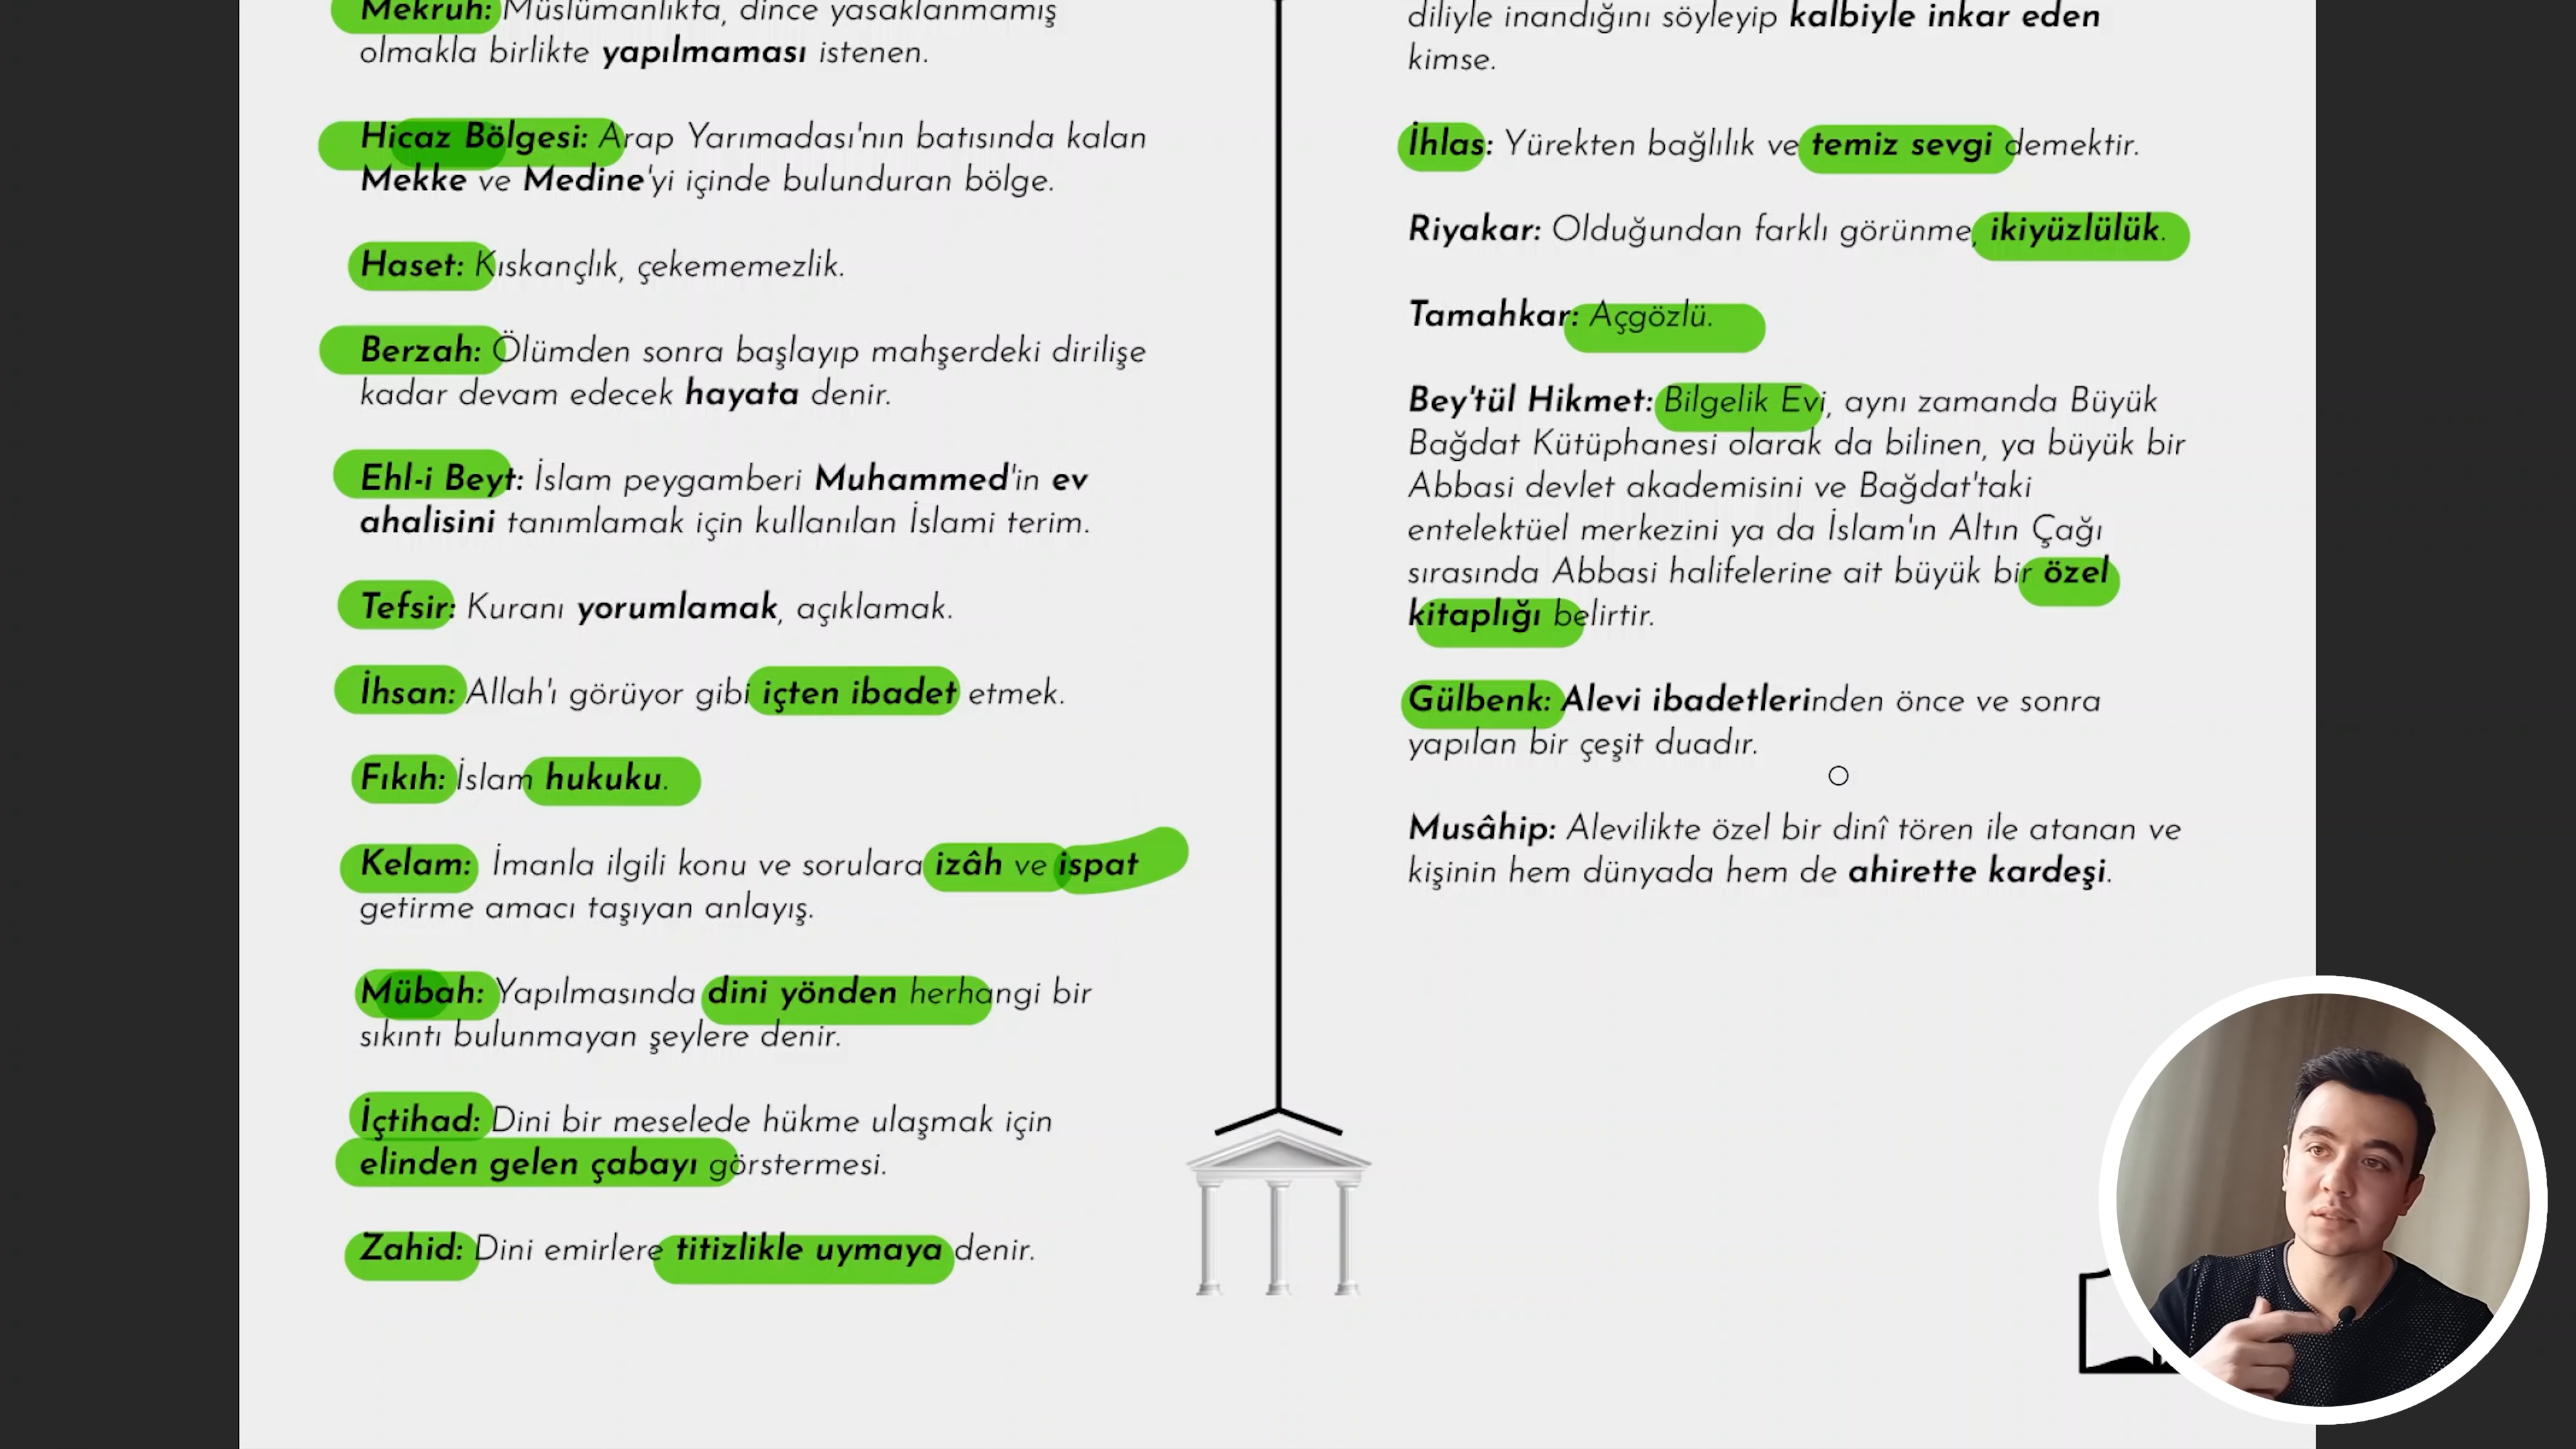 Mekruh: Müslümanlıkta, dince yasaklanmamış
olmakla birlikte yapılmaması istenen.
Hicaz Bölgesi: Arap Yarımadası'nın batısında kalan
Mekke ve Medine'yi içinde bulunduran bölge.
Haset: Kıskançlık, çekememezlik.
Berzah: Ölümden sonra başlayıp mahşerdeki dirilişe
kadar devam edecek hayata denir.
Ehl-i Beyt: İslam peygamberi Muhammed'in ev
ahalisini tanımlamak için kullanılan İslami terim.
Tefsir: Kuranı yorumlamak, açıklamak.
İhsan: Allah'ı görüyor gibi içten ibadet etmek.
Fıkıh: İslam hukuku.
Kelam: İmanla ilgili konu ve sorulara izâh ve ispat
getirme amacı taşıyan anlayış.
Mübah: Yapılmasında dini yönden herhangi bir
sıkıntı bulunmayan şeylere denir.
İçtihad: Dini bir meselede hükme ulaşmak için
elinden gelen çabayı görstermesi.
Zahid: Dini emirlere titizlikle uymaya denir.
diliyle inandığını söyleyip kalbiyle inkar eden
kimse.
İhlas: Yürekten bağlılık ve temiz sevgi demektir.
Riyakar: Olduğundan farklı görünme, ikiyüzlülük.
Tamahkar: Açgözlü.
Bey'tül Hikmet: Bilgelik Evi, aynı zamanda Büyük
Bağdat Kütüphanesi olarak da bilinen, ya büyük bir
Abbasi devlet akademisini ve Bağdat'taki
entelektüel merkezini ya da İslam'ın Altın Çağı
sırasında Abbasi halifelerine ait büyük bir özel
kitaplığı belirtir.
Gülbenk: Alevi ibadetlerinden önce ve sonra
yapılan bir çeşit duadır.
Musâhip: Alevilikte özel bir dinî tören ile atanan ve
kişinin hem dünyada hem de ahirette kardeşi.